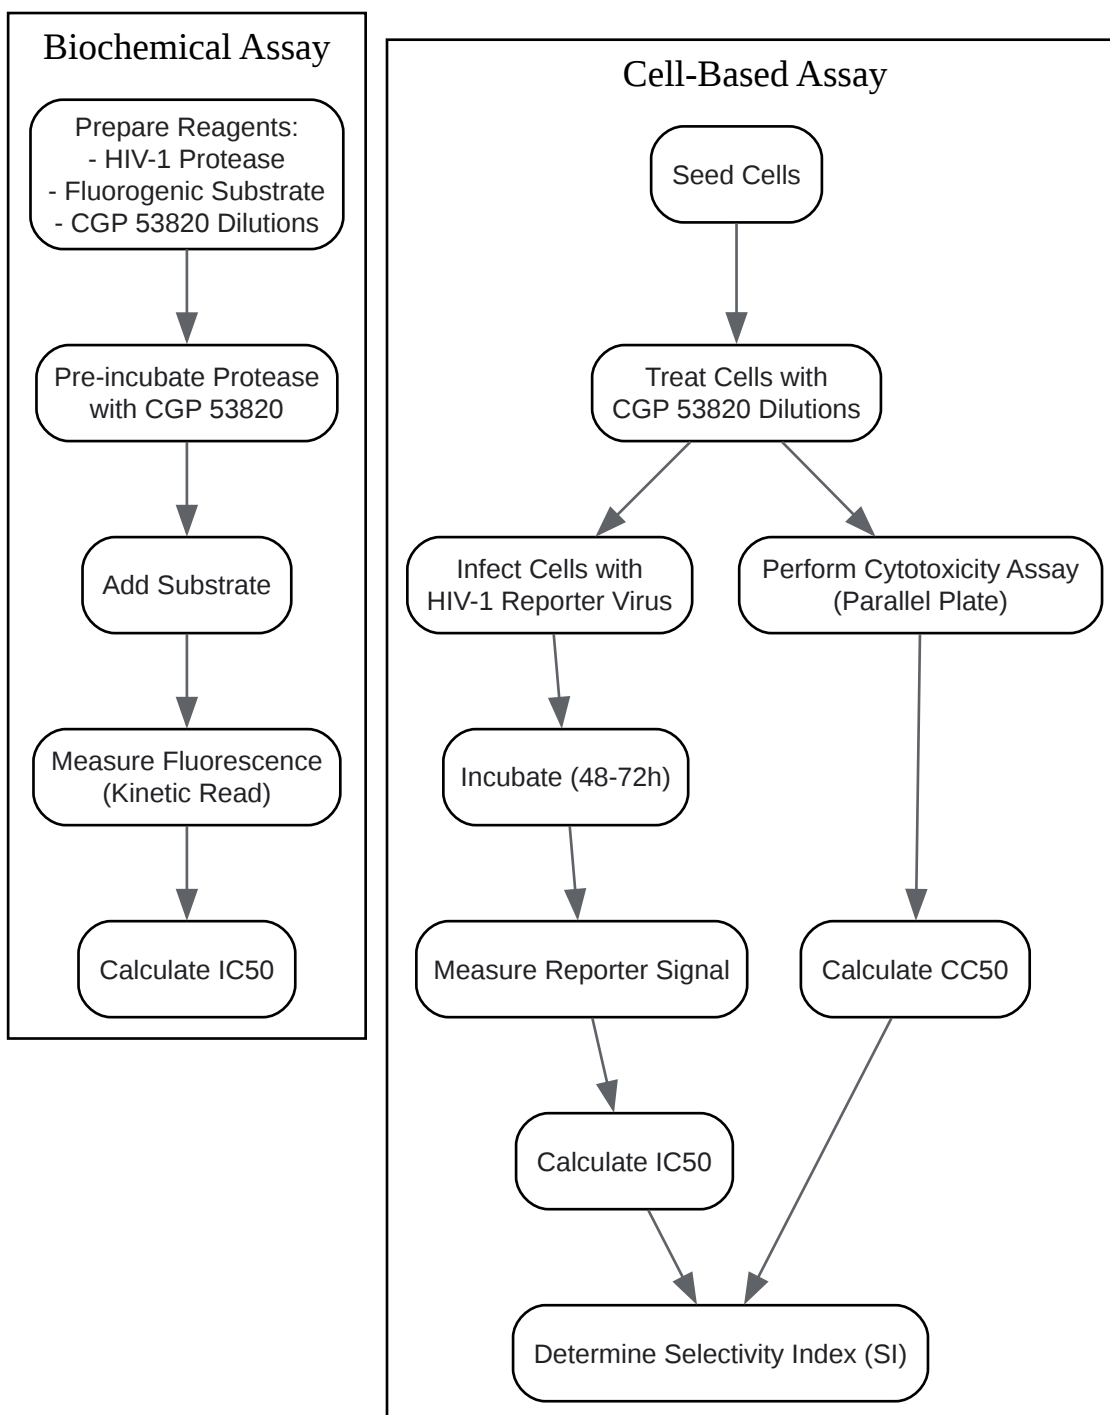 Biochemical Assay
Prepare Reagents:
- HIV-1 Protease
- Fluorogenic Substrate
- CGP 53820 Dilutions
Pre-incubate Protease
with CGP 53820
Add Substrate
Measure Fluorescence
(Kinetic Read)
Calculate IC50
Cell-Based Assay
Seed Cells
Treat Cells with
CGP 53820 Dilutions
Infect Cells with
HIV-1 Reporter Virus
Perform Cytotoxicity Assay
(Parallel Plate)
Incubate (48-72h)
Measure Reporter Signal
Calculate CC50
Calculate IC50
Determine Selectivity Index (SI)